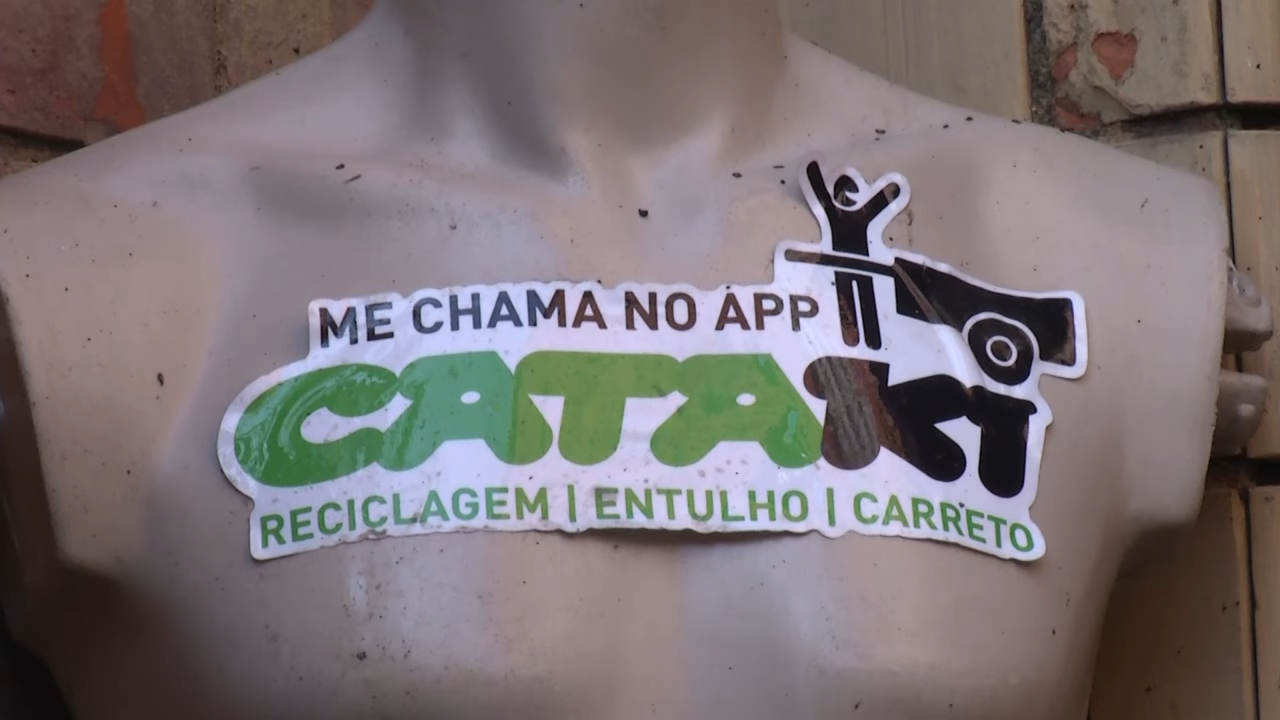 ME CHAMA NO APP
CATAKI
RECICLAGEM | ENTULHO | CARRETO